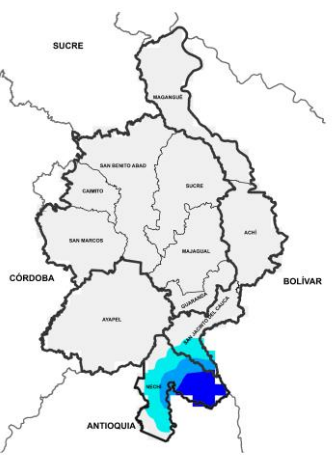 SUCRE
MAGANGUÉ
SAN BENITO ABAD
CAIMITO
SUCRE
ACHÍ
SAN MARCOS
MAJAGUAL
CÓRDOBA
BOLÍVAR
GUARANDA
SAN JACINTO DEL CAUCA
AYAPEL
NECHÍ
ANTIOQUIA